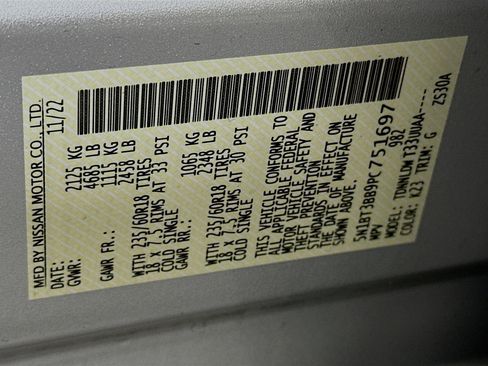 MFD BY NISSAN MOTOR CO., LTD.
DATE: 11/22
GVWR: 2125 KG
4685 LB
GAWR FR.: 1115 KG
2458 LB
WITH 235/60R18 TIRES
18 X 7.5 RIMS AT 33 PSI
COLD SINGLE
GAWR RR.: 1065 KG
2348 LB
WITH 235/60R18 TIRES
18 X 7.5 RIMS AT 30 PSI
COLD SINGLE
THIS VEHICLE CONFORMS TO
ALL APPLICABLE FEDERAL
MOTOR VEHICLE SAFETY AND
THEFT PREVENTION
STANDARDS IN EFFECT ON
THE DATE OF MANUFACTURE
SHOWN ABOVE.
5N1BT3BB9PC751697
MPV 982
MODEL: TDNNLDW T33UUAA----
COLOR: K23 TRIM: G ZS30A